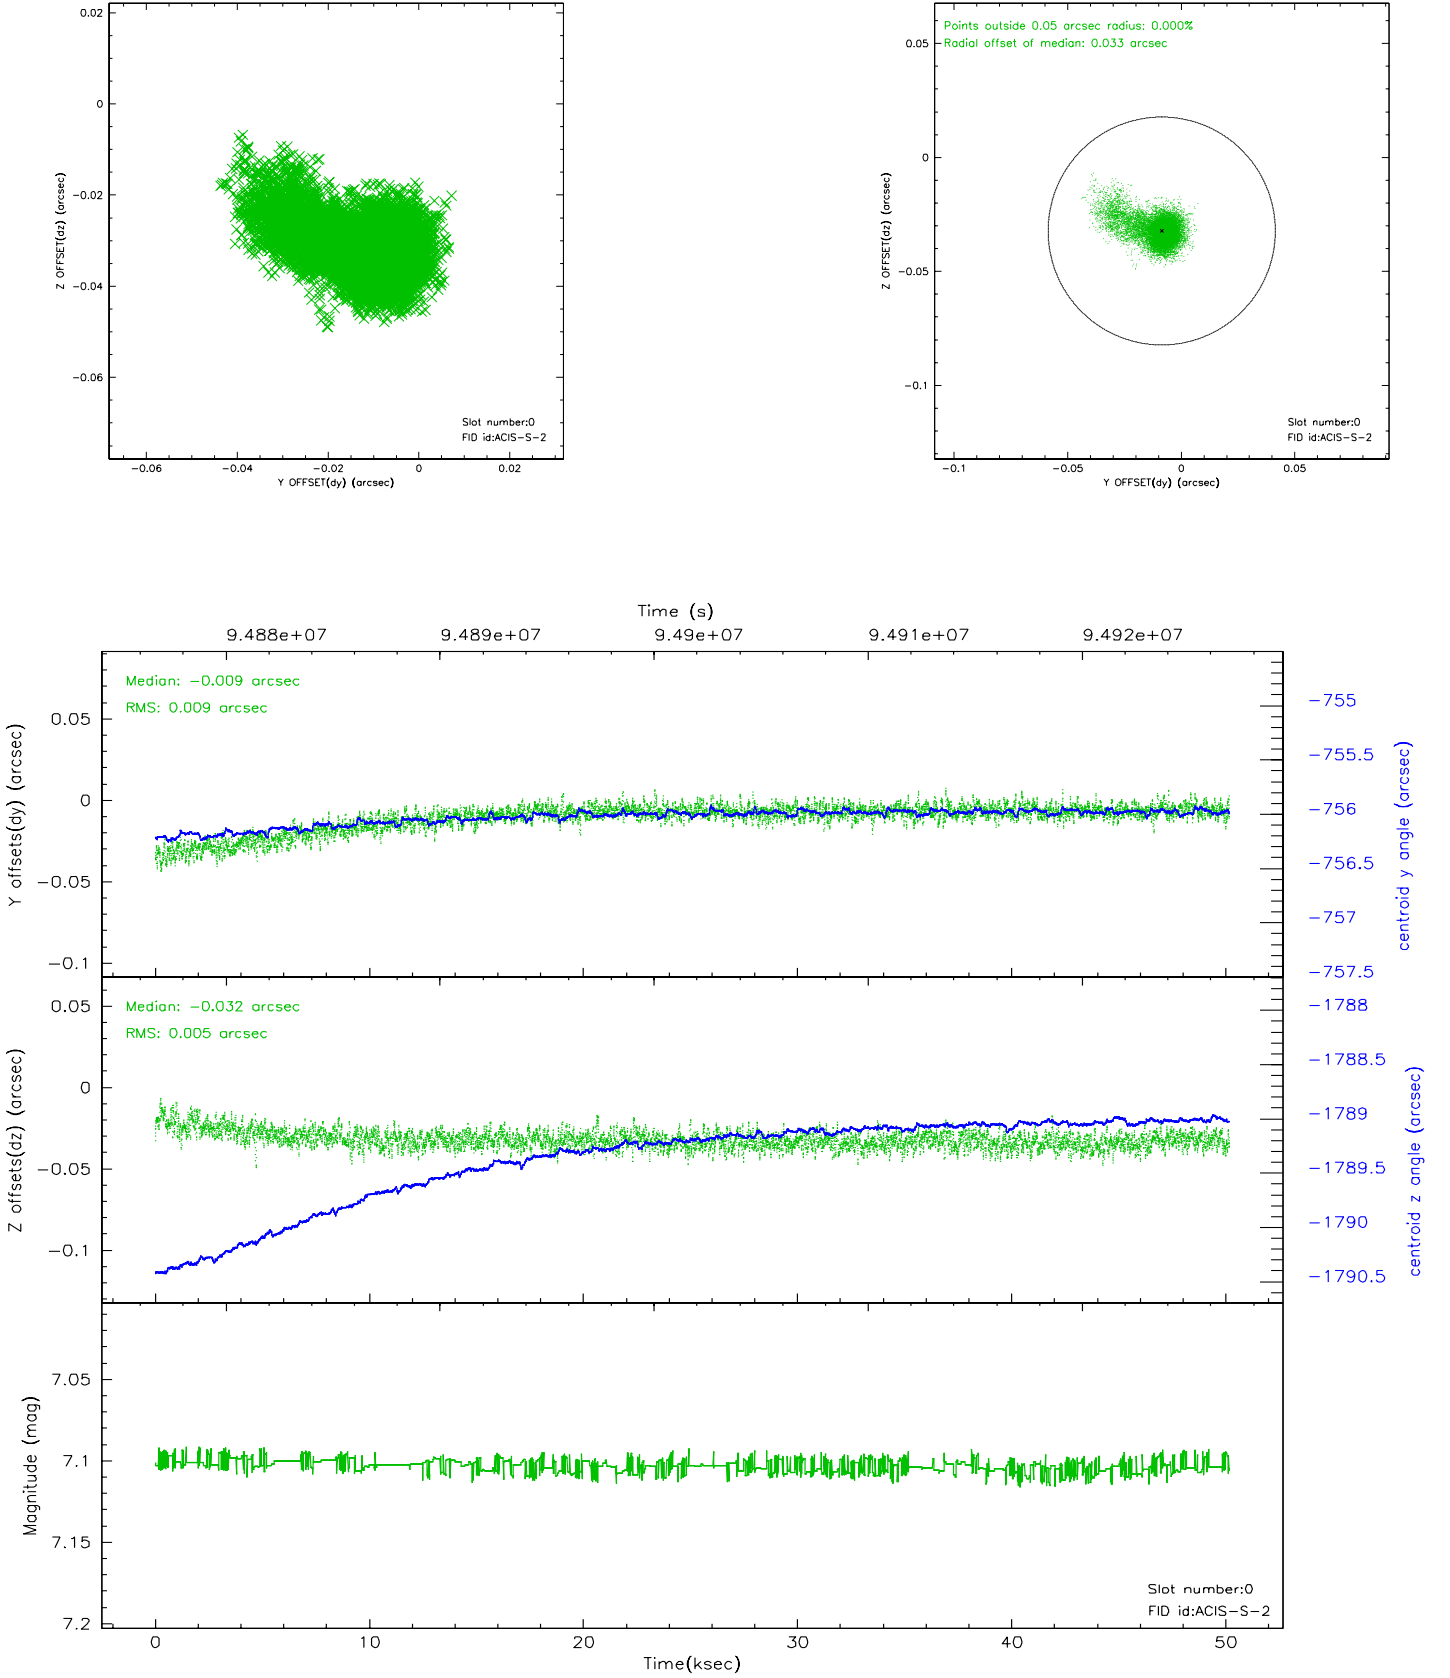 0.02
0
-0.02
-0.04
-0.06
Z OFFSET(dz) (arcsec)
Slot number:0
FID id:ACIS-S-2
-0.06
-0.04
-0.02
0
0.02
Y OFFSET(dy) (arcsec)
Points outside 0.05 arcsec radius: 0.000%
Radial offset of median: 0.033 arcsec
0.05
0
-0.05
-0.1
Z OFFSET(dz) (arcsec)
Slot number:0
FID id:ACIS-S-2
-0.1
-0.05
0
0.05
Y OFFSET(dy) (arcsec)
Time (s)
9.488e+07
9.489e+07
9.49e+07
9.491e+07
9.492e+07
Median: -0.009 arcsec
RMS: 0.009 arcsec
0.05
0
-0.05
-0.1
Y offsets(dy) (arcsec)
-755
-755.5
-756
-756.5
-757
-757.5
centroid y angle (arcsec)
Median: -0.032 arcsec
RMS: 0.005 arcsec
0.05
0
-0.05
-0.1
Z offsets(dz) (arcsec)
-1788
-1788.5
-1789
-1789.5
-1790
-1790.5
centroid z angle (arcsec)
7.05
7.1
7.15
7.2
Magnitude (mag)
Slot number:0
FID id:ACIS-S-2
0
10
20
30
40
50
Time(ksec)